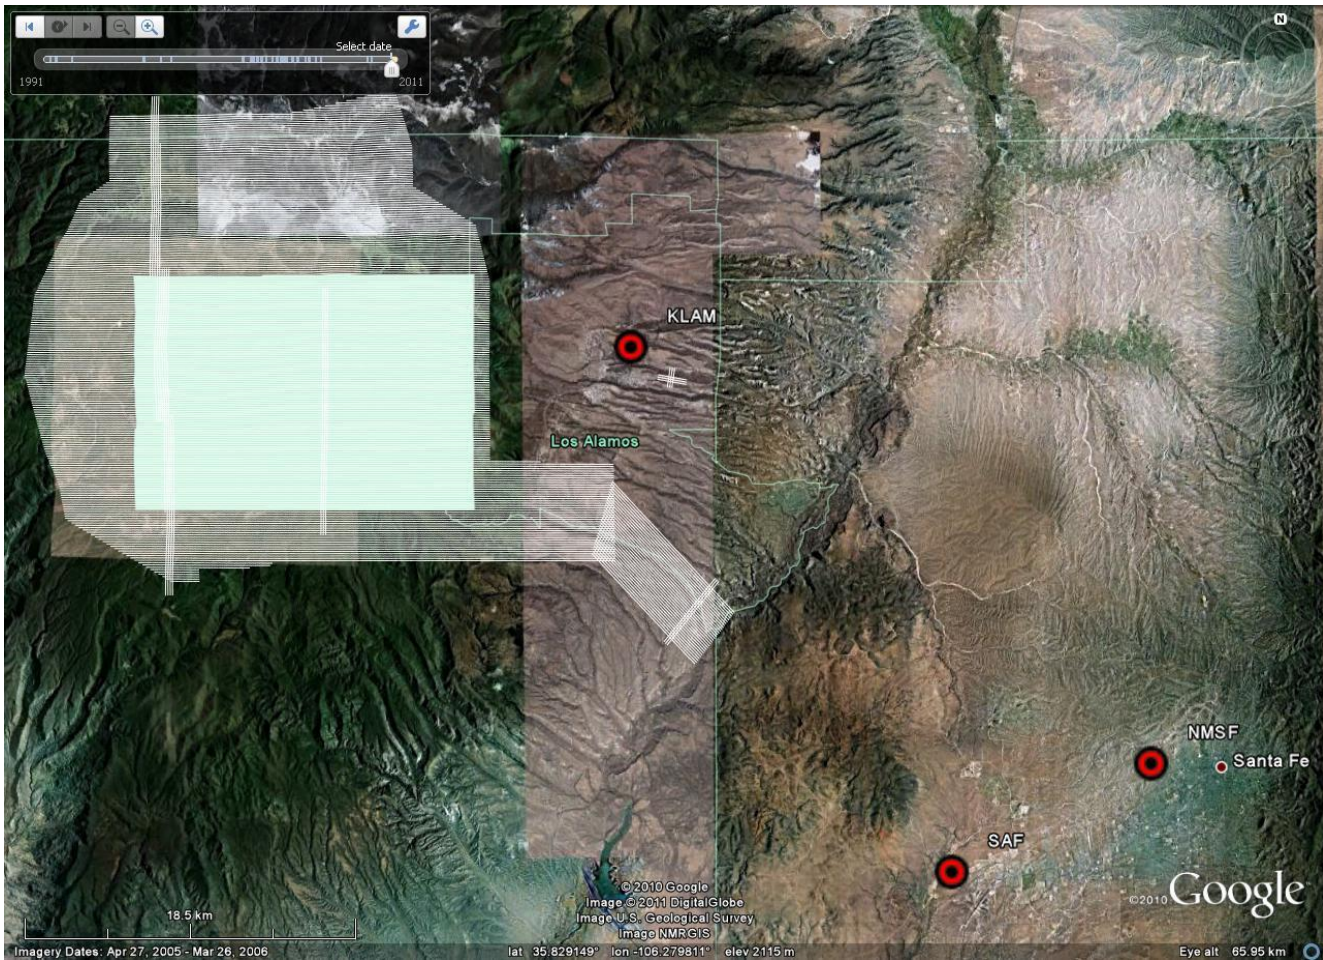 N
Select date
1991
2011
KLAM
Los Alamos
NMSF
Santa Fe
SAF
© 2010 Google
Image © 2011 DigitalGlobe
Image U.S. Geological Survey
Image NMRGIS
©2010 Google
18.5 km
Imagery Dates: Apr 27, 2005 - Mar 26, 2006
lat 35.829149° lon -106.279811° elev 2115 m
Eye alt 65.95 km